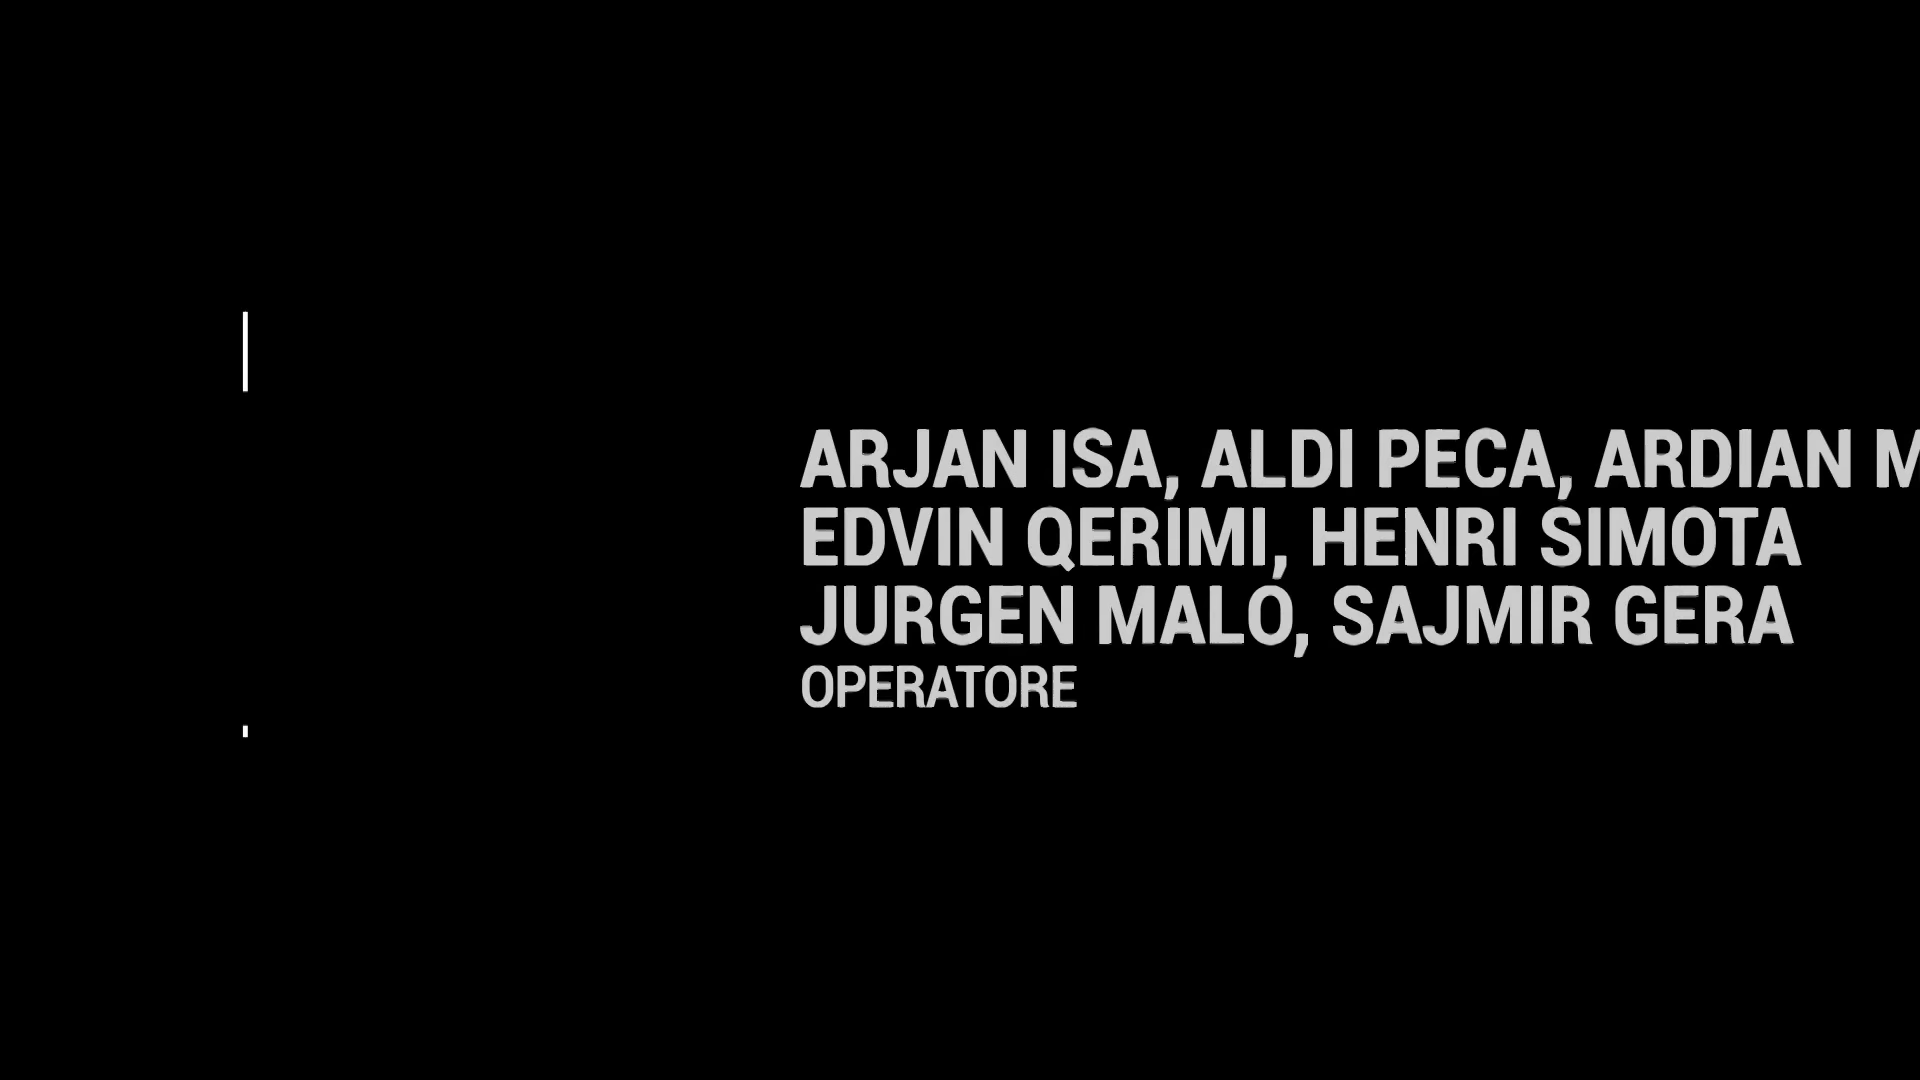 ARJAN ISA, ALDI PECA, ARDIAN
EDVIN QERIMI, HENRI SIMOTA
JURGEN MALO, SAJMIR GERA
OPERATORE